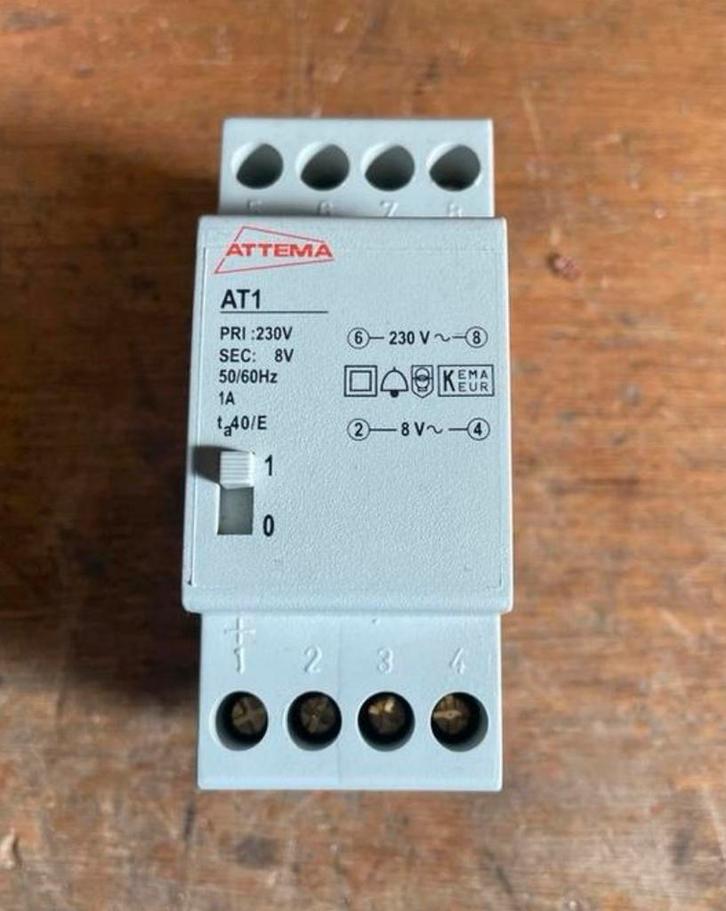 5 6 7 8
ATTEMA
AT1
PRI :230V
SEC: 8V
50/60Hz
1A
ta40/E
6 230 V ~ 8
KEMA
EUR
2 8 V~ 4
1
0
+
1 2 3 4